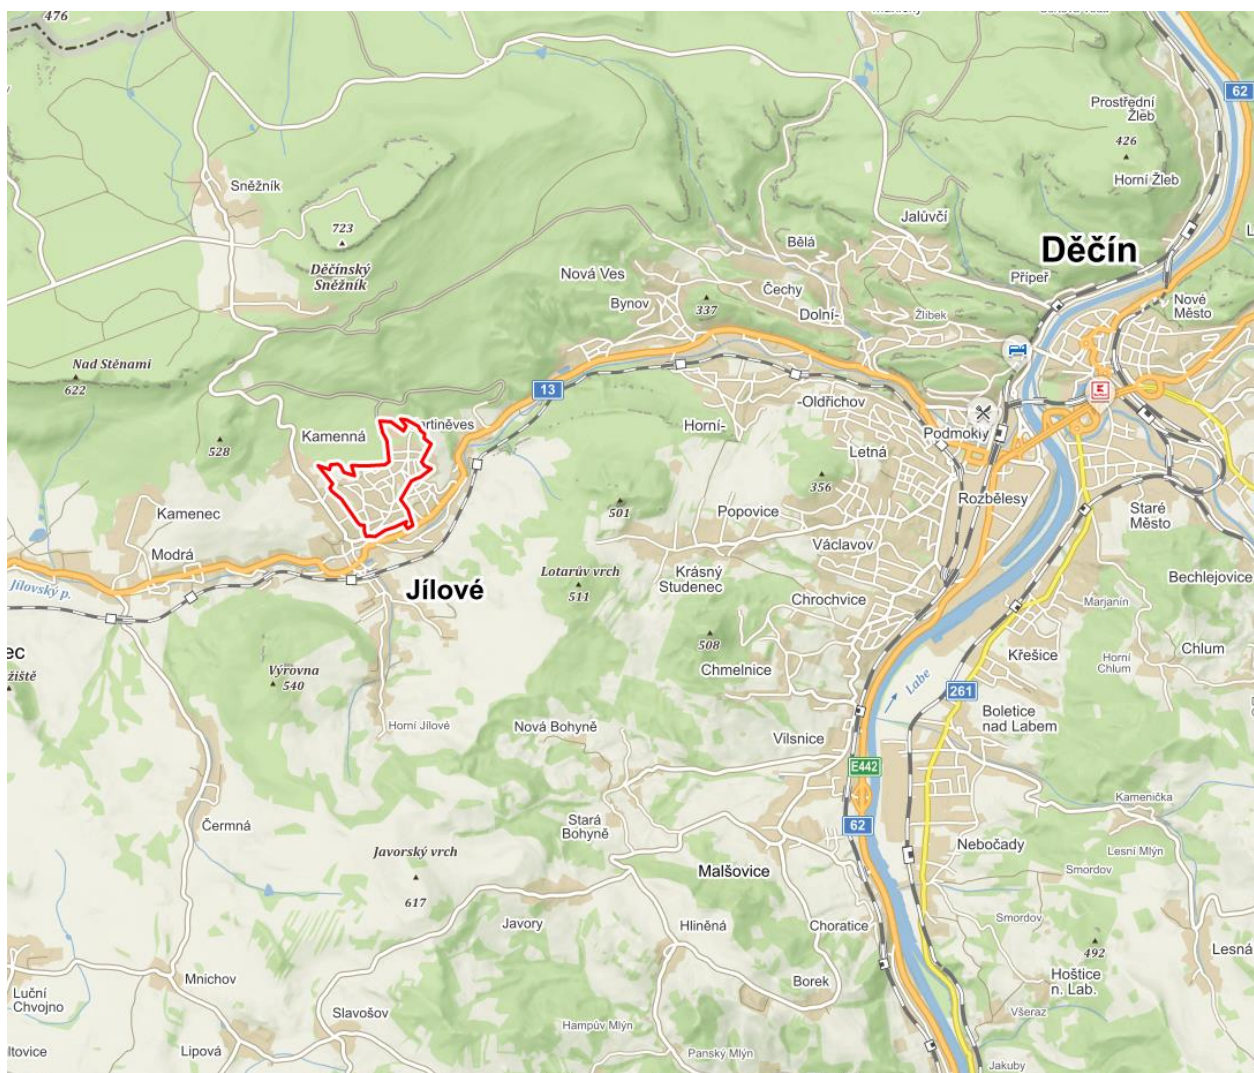 476
62
Prostřední
Žleb
426
Horní Žleb
Sněžník
723
Děčínský
Sněžník
Jalůvčí
Bělá
Děčín
Nová Ves
Čechy
Přípeř
Bynov
337
Dolní-
Žlíbek
Nové
Město
Nad Stěnami
622
13
-Oldřichov
Kamenná
528
Horní-
Podmokly
Letná
356
Rozbělesy
Staré
Město
Kamenec
501
Popovice
Modrá
Václavov
Jílovský p.
Jílové
Lotarův vrch
511
Krásný
Studenec
Bechlejovice
Chrochvice
Marjanín
Výrovna
540
508
Chmelnice
Křešice
Horní
Chlum
Chlum
Labe
261
Horní Jílové
Nová Bohyně
Vilsnice
Boletice
nad Labem
E442
Kamenička
Čermná
Stará
Bohyně
62
Nebočady
Lesní Mlýn
Javorský vrch
617
Malšovice
Smordov
Javory
Hliněná
Choratice
Smordov
492
Lesná
Mnichov
Borek
Hoštice
n. Lab.
Luční
Chvojno
Slavošov
Všeraz
Hampův Mlýn
Lipová
Panský Mlýn
Jakuby